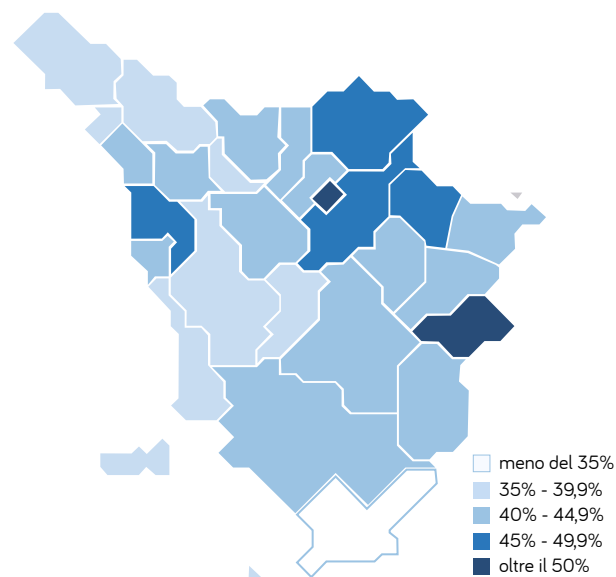 meno del 35%
35% - 39,9%
40% - 44,9%
45% - 49,9%
oltre il 50%